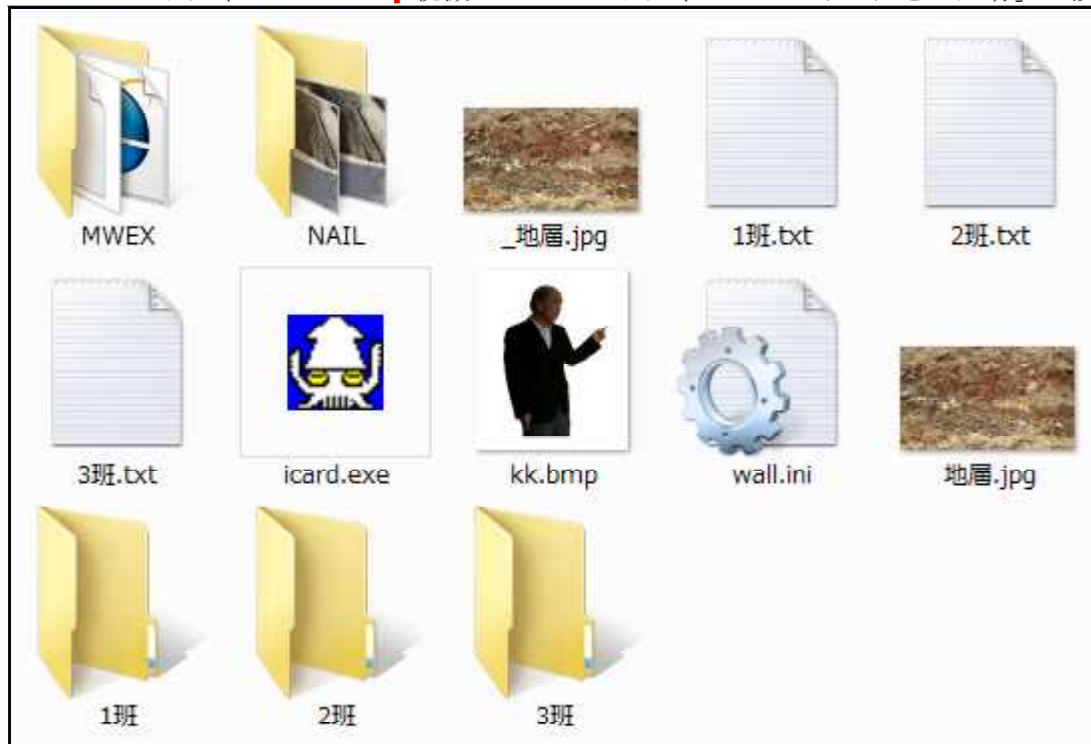 MWEX NAIL _地層.jpg 1班.txt 2班.txt
3班.txt icard.exe kk.bmp wall.ini 地層.jpg
1班 2班 3班